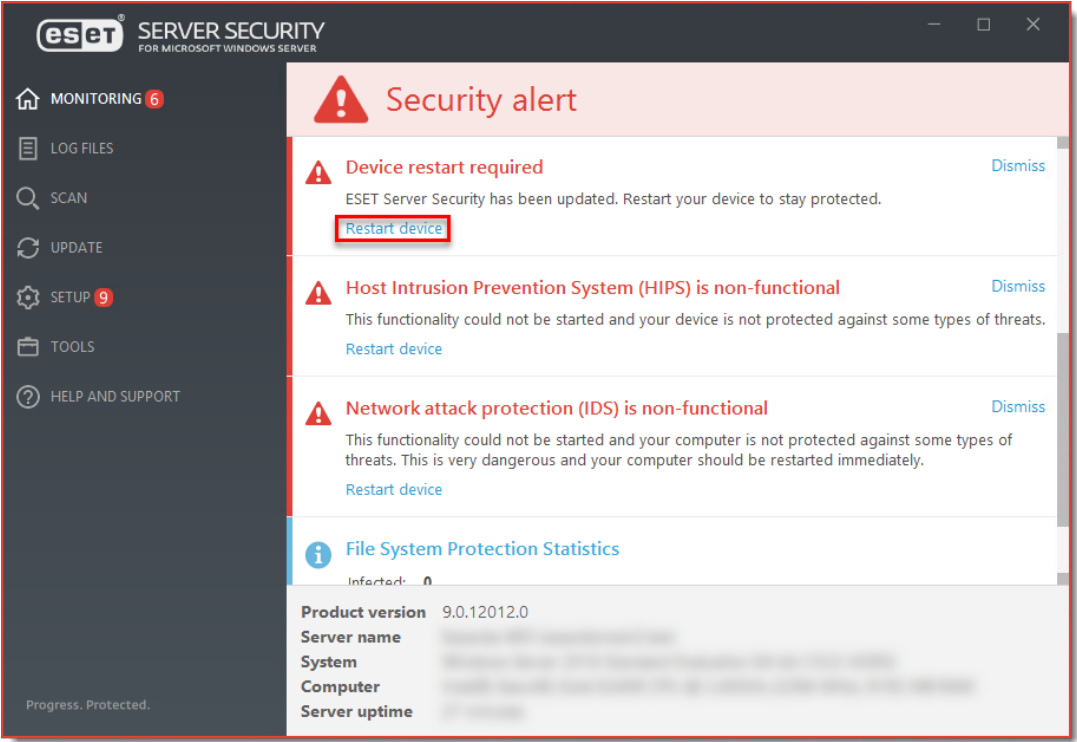 eset® SERVER SECURITY
FOR MICROSOFT WINDOWS SERVER
MONITORING 6
LOG FILES
SCAN
UPDATE
SETUP 9
TOOLS
HELP AND SUPPORT
Progress. Protected.
Security alert
Device restart required Dismiss
ESET Server Security has been updated. Restart your device to stay protected.
Restart device
Host Intrusion Prevention System (HIPS) is non-functional Dismiss
This functionality could not be started and your device is not protected against some types of threats.
Restart device
Network attack protection (IDS) is non-functional Dismiss
This functionality could not be started and your computer is not protected against some types of
threats. This is very dangerous and your computer should be restarted immediately.
Restart device
File System Protection Statistics
Infected: 0
Product version 9.0.12012.0
Server name
System
Computer
Server uptime